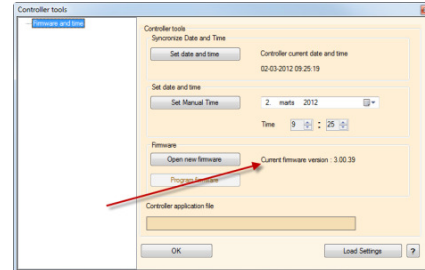 Controller tools
Firmware and time
Controller tools
Syncronize Date and Time
Set date and time
Controller current date and time
02-03-2012 09:25:19
Set date and time
Set Manual Time
2. marts 2012
Time 9 : 25
Firmware
Open new firmware
Current firmware version : 3.00.39
Program firmware
Controller application file
OK
Load Settings
?